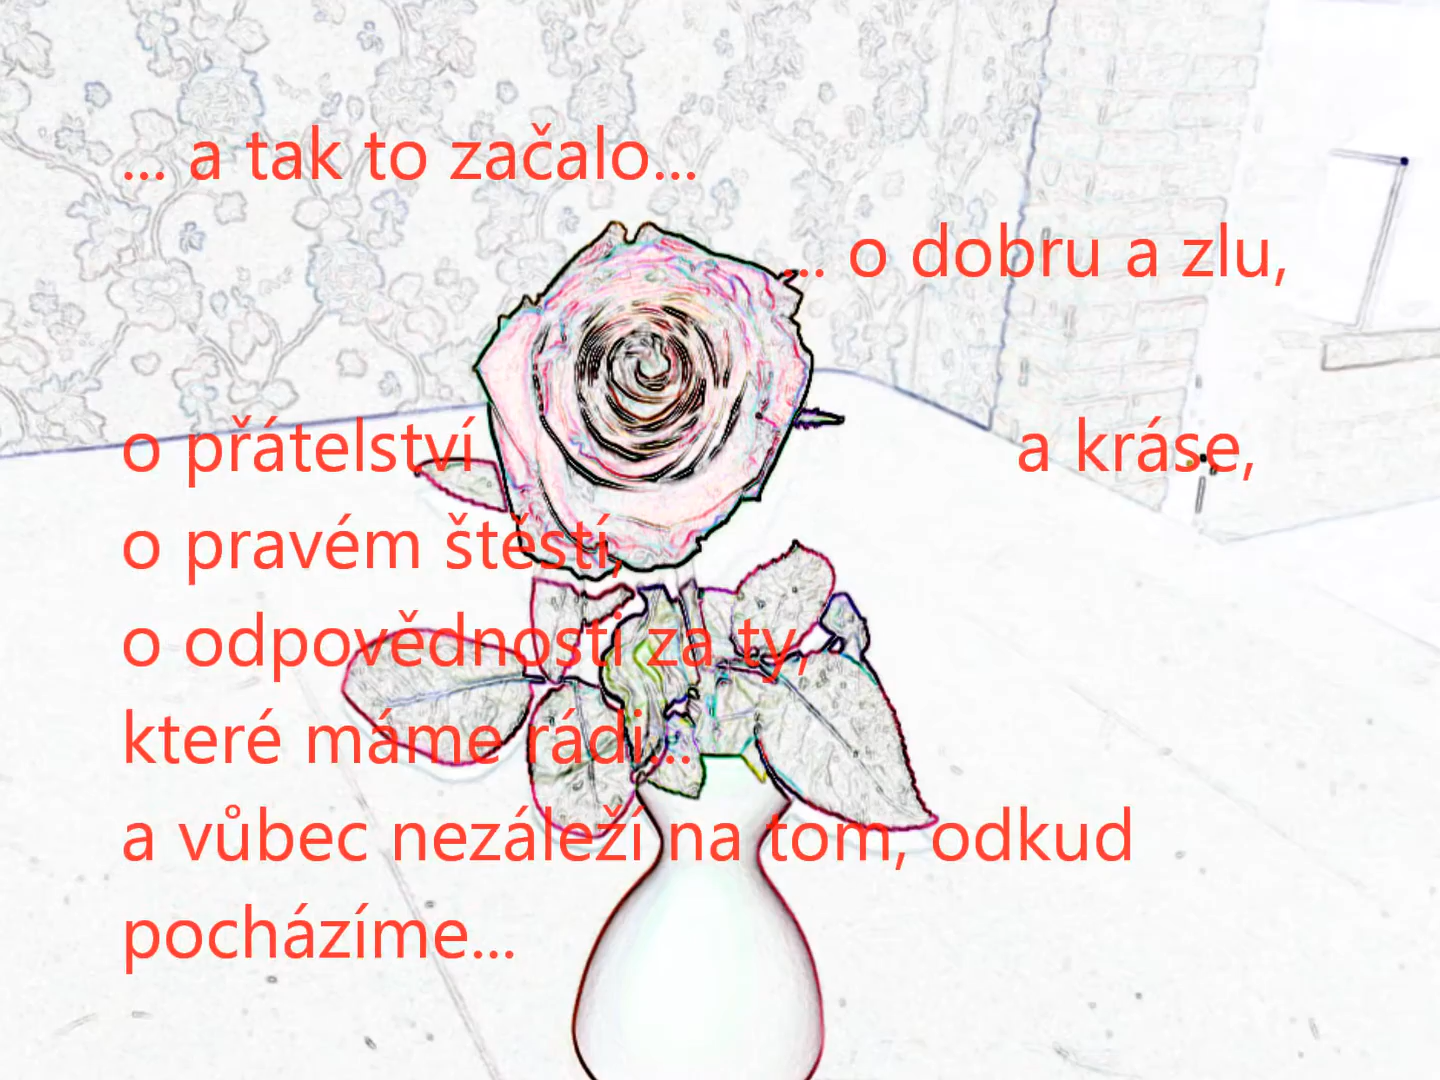 ... a tak to začalo...
... o dobru a zlu,
o přátelství a kráse,
o pravém štěstí,
o odpovědnosti za ty,
které máme rádi...
a vůbec nezáleží na tom, odkud
pocházíme...